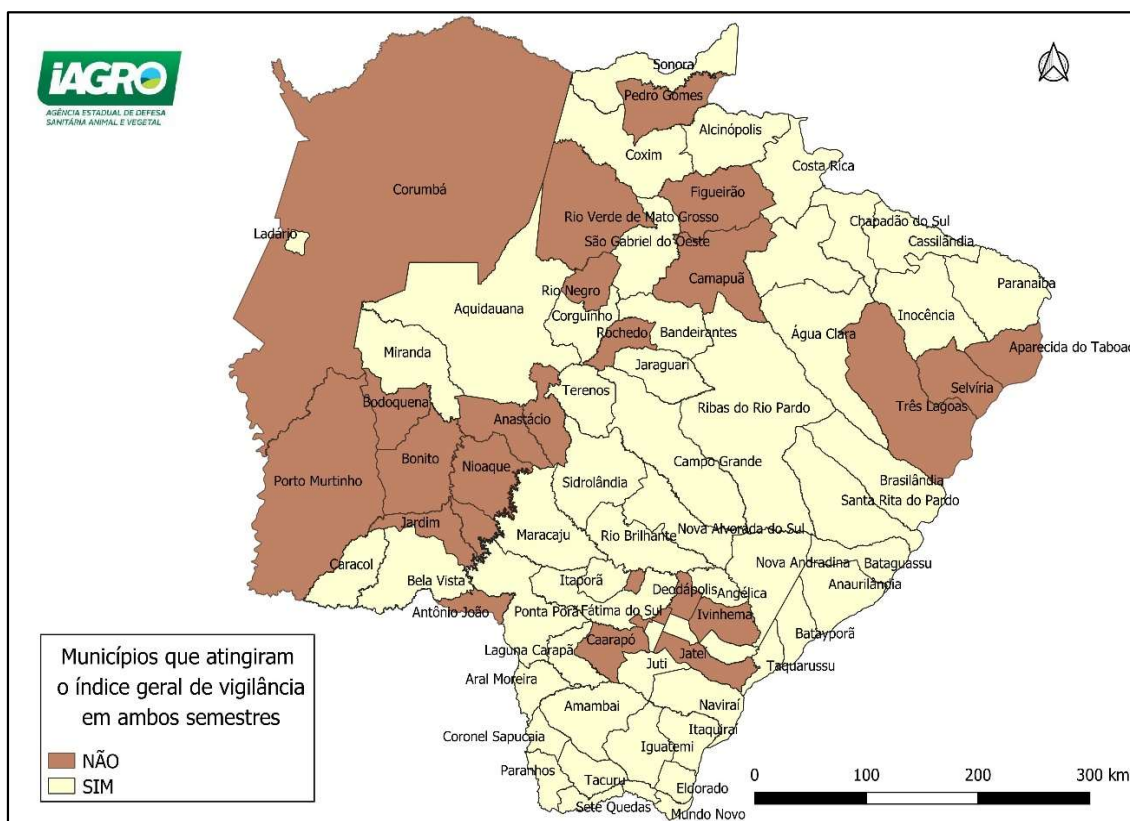 iAGRO
AGÊNCIA ESTADUAL DE DEFESA
SANITÁRIA ANIMAL E VEGETAL
Sonora
Pedro Gomes
Alcinópolis
Coxim
Costa Rica
Corumbá
Figueirão
Rio Verde de Mato Grosso
Chapadão do Sul
Ladário
São Gabriel do Oeste
Cassilândia
Camapuã
Paranaíba
Rio Negro
Aquidauana
Corguinho
Inocência
Rochedo
Bandeirantes
Água Clara
Aparecida do Taboad
Miranda
Jaraguari
Terenos
Selvíria
Bodoquena
Ribas do Rio Pardo
Três Lagoas
Anastácio
Bonito
Nioaque
Campo Grande
Porto Murtinho
Sidrolândia
Brasilândia
Santa Rita do Pardo
Jardim
Maracaju
Rio Brilhante
Nova Alvorada do Sul
Caracol
Nova Andradina
Bataguassu
Bela Vista
Itaporã
Deodápolis
Angélica
Anaurilândia
Antônio João
Ponta Porã
Fátima do Sul
Ivinhema
Batayporã
Laguna Carapã
Caarapó
Jateí
Juti
Taquarussu
Aral Moreira
Amambai
Naviraí
Coronel Sapucaia
Iguatemi
Itaquiraí
Paranhos
Tacuru
Eldorado
Sete Quedas
Mundo Novo
Municípios que atingiram
o índice geral de vigilância
em ambos semestres
NÃO
SIM
0 100 200 300 km